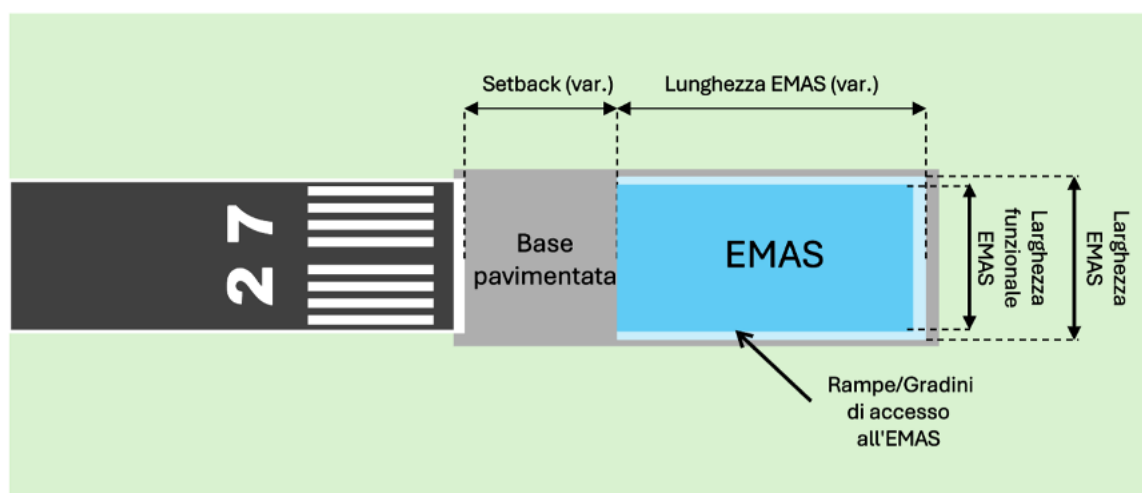 Setback (var.)
Lunghezza EMAS (var.)
27
Base
pavimentata
EMAS
Larghezza
funzionale
EMAS
Larghezza
EMAS
Rampe/Gradini
di accesso
all'EMAS